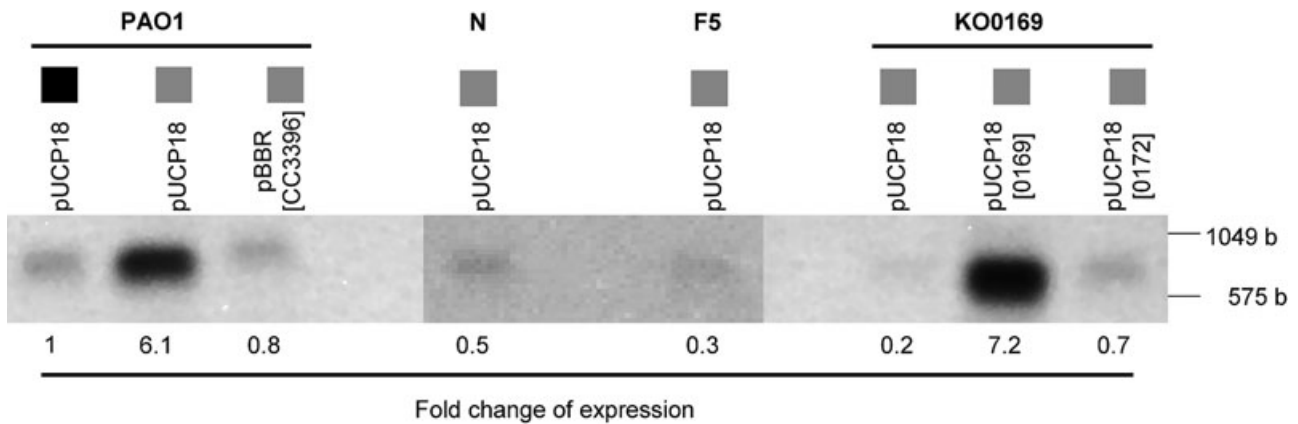 PAO1 N F5 KO0169
pUCP18
pUCP18
pBBR
[CC3396]
pUCP18
pUCP18
pUCP18
pUCP18
[0169]
pUCP18
[0172]
1049 b
575 b
1 6.1 0.8 0.5 0.3 0.2 7.2 0.7
Fold change of expression